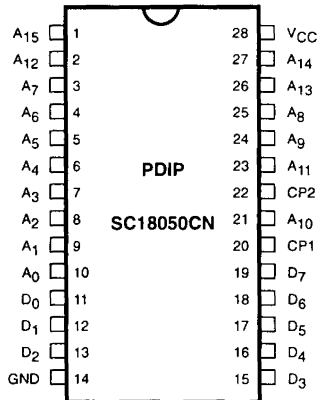 A15 1 28 VCC
A12 2 27 A14
A7 3 26 A13
A6 4 25 A8
A5 5 24 A9
A4 6 PDIP 23 A11
A3 7 22 CP2
A2 8 SC18050CN 21 A10
A1 9 20 CP1
A0 10 19 D7
D0 11 18 D6
D1 12 17 D5
D2 13 16 D4
GND 14 15 D3